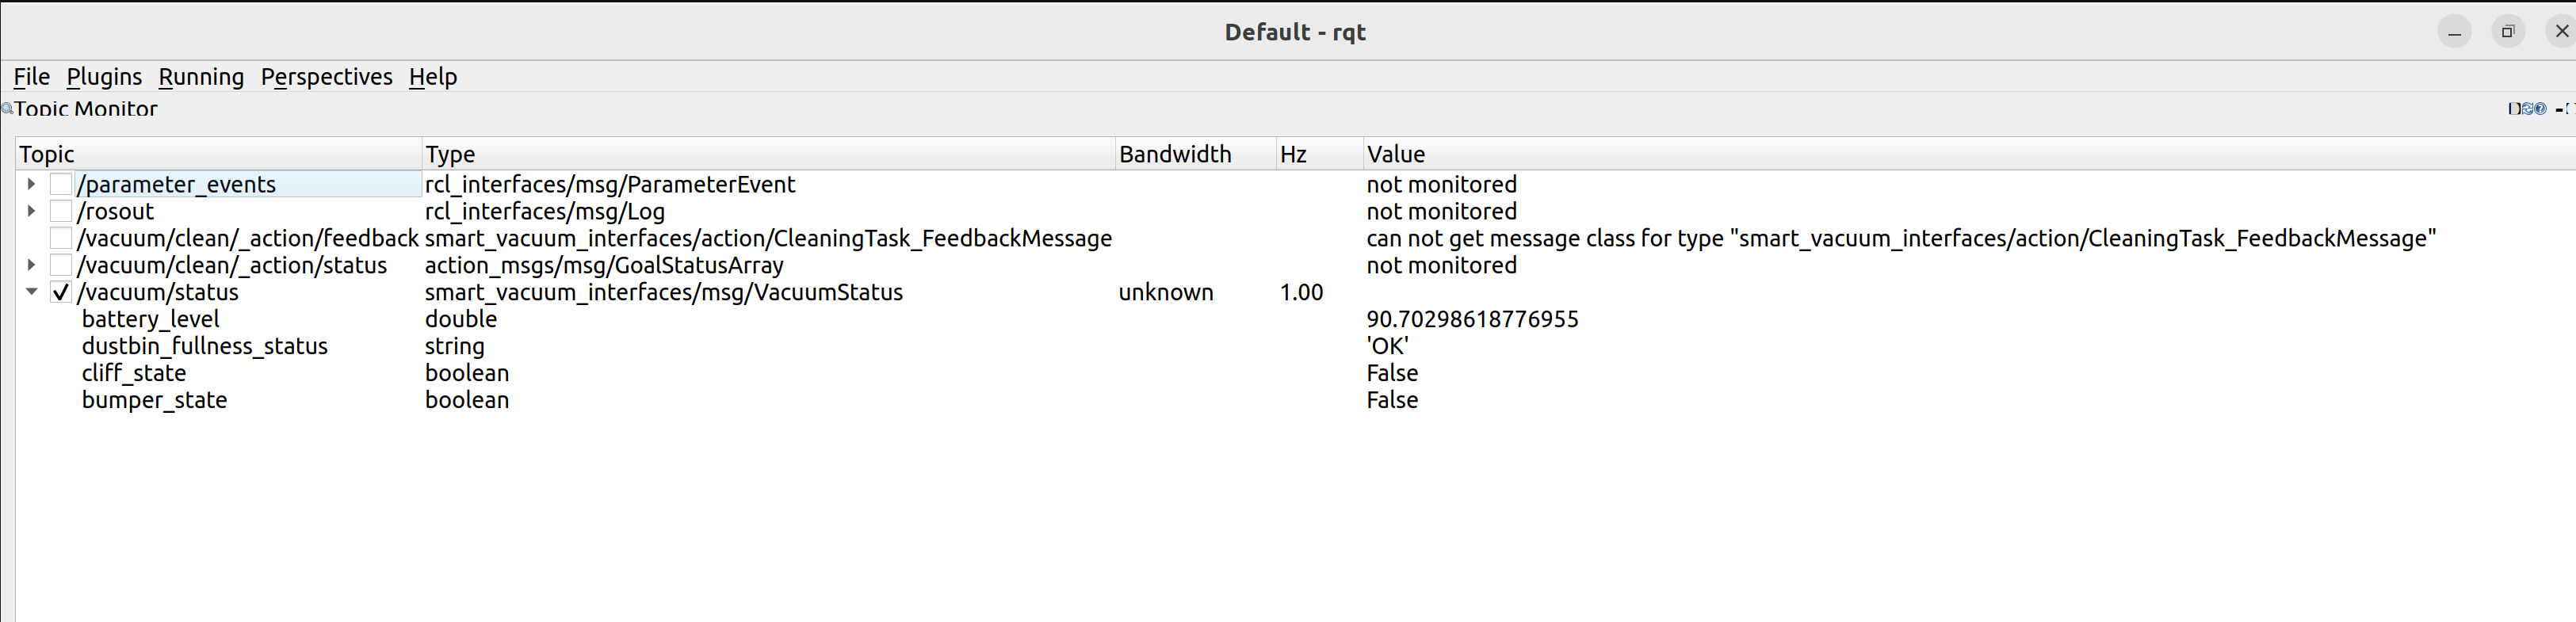 Default - rqt
File Plugins Running Perspectives Help
Topic Monitor
Topic Type Bandwidth Hz Value
/parameter_events rcl_interfaces/msg/ParameterEvent not monitored
/rosout rcl_interfaces/msg/Log not monitored
/vacuum/clean/_action/feedback smart_vacuum_interfaces/action/CleaningTask_FeedbackMessage can not get message class for type "smart_vacuum_interfaces/action/CleaningTask_FeedbackMessage"
/vacuum/clean/_action/status action_msgs/msg/GoalStatusArray not monitored
/vacuum/status smart_vacuum_interfaces/msg/VacuumStatus unknown 1.00
battery_level double 90.70298618776955
dustbin_fullness_status string 'OK'
cliff_state boolean False
bumper_state boolean False